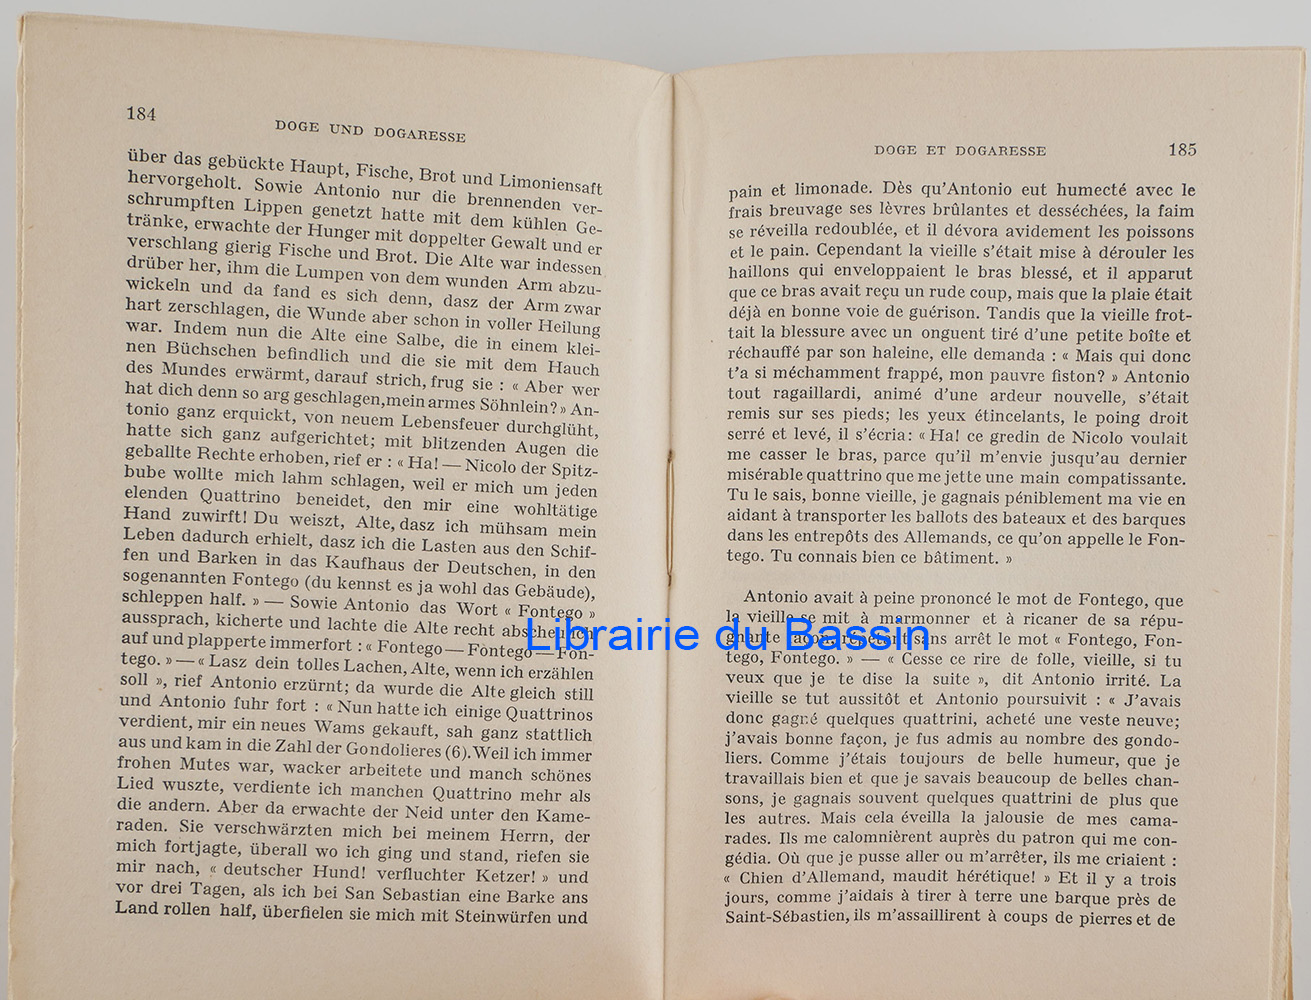 184
DOGE UND DOGARESSE
über das gebückte Haupt, Fische, Brot und Limoniensaft
hervorgeholt. Sowie Antonio nur die brennenden ver-
schrumpften Lippen genetzt hatte mit dem kühlen Ge-
tränke, erwachte der Hunger mit doppelter Gewalt und er
verschlang gierig Fische und Brot. Die Alte war indessen
drüber her, ihm die Lumpen von dem wunden Arm abzu-
wickeln und da fand es sich denn, dasz der Arm zwar
hart zerschlagen, die Wunde aber schon in voller Heilung
war. Indem nun die Alte eine Salbe, die in einem klei-
nen Büchschen befindlich und die sie mit dem Hauch
des Mundes erwärmt, darauf strich, frug sie : « Aber wer
hat dich denn so arg geschlagen,mein armes Söhnlein? » An-
tonio ganz erquickt, von neuem Lebensfeuer durchglüht,
hatte sich ganz aufgerichtet; mit blitzenden Augen die
geballte Rechte erhoben, rief er : « Ha! — Nicolo der Spitz-
bube wollte mich lahm schlagen, weil er mich um jeden
elenden Quattrino beneidet, den mir eine wohltätige
Hand zuwirft! Du weiszt, Alte, dasz ich mühsam mein
Leben dadurch erhielt, dasz ich die Lasten aus den Schif-
fen und Barken in das Kaufhaus der Deutschen, in den
sogenannten Fontego (du kennst es ja wohl das Gebäude),
schleppen half. » — Sowie Antonio das Wort « Fontego »
aussprach, kicherte und lachte die Alte recht abscheulich
auf und plapperte immerfort : « Fontego — Fontego — Fon-
tego. » — « Lasz dein tolles Lachen, Alte, wenn ich erzählen
soll », rief Antonio erzürnt; da wurde die Alte gleich still
und Antonio fuhr fort : « Nun hatte ich einige Quattrinos
verdient, mir ein neues Wams gekauft, sah ganz stattlich
aus und kam in die Zahl der Gondolieres (6). Weil ich immer
frohen Mutes war, wacker arbeitete und manch schönes
Lied wuszte, verdiente ich manchen Quattrino mehr als
die andern. Aber da erwachte der Neid unter den Kame-
raden. Sie verschwärzten mich bei meinem Herrn, der
mich fortjagte, überall wo ich ging und stand, riefen sie
mir nach, « deutscher Hund! verfluchter Ketzer! » und
vor drei Tagen, als ich bei San Sebastian eine Barke ans
Land rollen half, überfielen sie mich mit Steinwürfen und
DOGE ET DOGARESSE 185
pain et limonade. Dès qu'Antonio eut humecté avec le
frais breuvage ses lèvres brûlantes et desséchées, la faim
se réveilla redoublée, et il dévora avidement les poissons
et le pain. Cependant la vieille s'était mise à dérouler les
haillons qui enveloppaient le bras blessé, et il apparut
que ce bras avait reçu un rude coup, mais que la plaie était
déjà en bonne voie de guérison. Tandis que la vieille frot-
tait la blessure avec un onguent tiré d'une petite boîte et
réchauffé par son haleine, elle demanda : « Mais qui donc
t'a si méchamment frappé, mon pauvre fiston? » Antonio
tout ragaillardi, animé d'une ardeur nouvelle, s'était
remis sur ses pieds; les yeux étincelants, le poing droit
serré et levé, il s'écria: « Ha! ce gredin de Nicolo voulait
me casser le bras, parce qu'il m'envie jusqu'au dernier
misérable quattrino que me jette une main compatissante.
Tu le sais, bonne vieille, je gagnais péniblement ma vie en
aidant à transporter les ballots des bateaux et des barques
dans les entrepôts des Allemands, ce qu'on appelle le Fon-
tego. Tu connais bien ce bâtiment. »
Antonio avait à peine prononcé le mot de Fontego, que
la vieille se mit à marmonner et à ricaner de sa répu-
gnante façon, répétant sans arrêt le mot « Fontego, Fon-
tego, Fontego. » — « Cesse ce rire de folle, vieille, si tu
veux que je te dise la suite », dit Antonio irrité. La
vieille se tut aussitôt et Antonio poursuivit : « J'avais
donc gagné quelques quattrini, acheté une veste neuve;
j'avais bonne façon, je fus admis au nombre des gondo-
liers. Comme j'étais toujours de belle humeur, que je
travaillais bien et que je savais beaucoup de belles chan-
sons, je gagnais souvent quelques quattrini de plus que
les autres. Mais cela éveilla la jalousie de mes cama-
rades. Ils me calomnièrent auprès du patron qui me con-
gédia. Où que je pusse aller ou m'arrêter, ils me criaient :
« Chien d'Allemand, maudit hérétique! » Et il y a trois
jours, comme j'aidais à tirer à terre une barque près de
Saint-Sébastien, ils m'assaillirent à coups de pierres et de
Librairie du Bassin